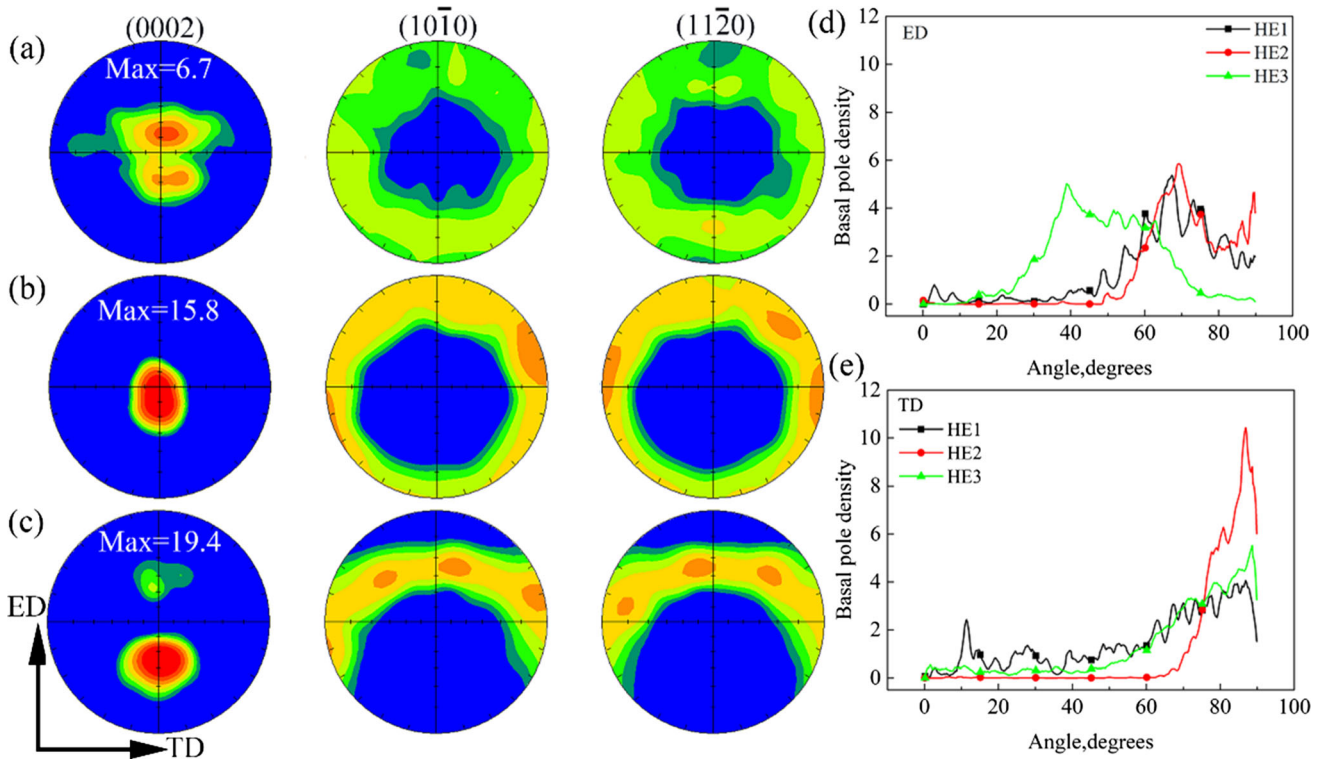 (0002) (101̅0) (112̅0)
(a)
Max=6.7
(b)
Max=15.8
(c)
Max=19.4
ED
TD
(d)
12
10
8
6
4
2
0
Basal pole density
ED
HE1
HE2
HE3
0 20 40 60 80 100
Angle,degrees
(e)
12
10
8
6
4
2
0
Basal pole density
TD
HE1
HE2
HE3
0 20 40 60 80 100
Angle,degrees